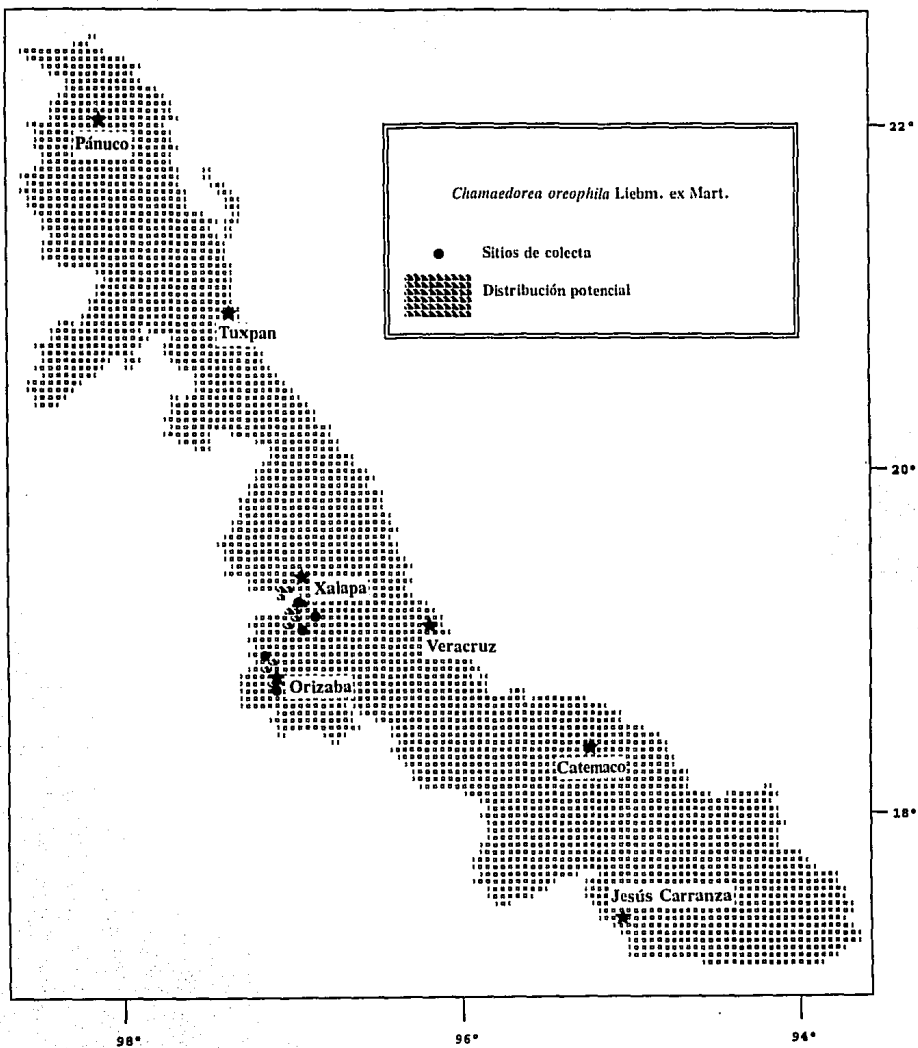 Pánuco
22°
Chamaedorea oreophila Liebm. ex Mart.
Sitios de colecta
Distribución potencial
Tuxpan
20°
Xalapa
Veracruz
Orizaba
Catemaco
18°
Jesús Carranza
98°
96°
94°